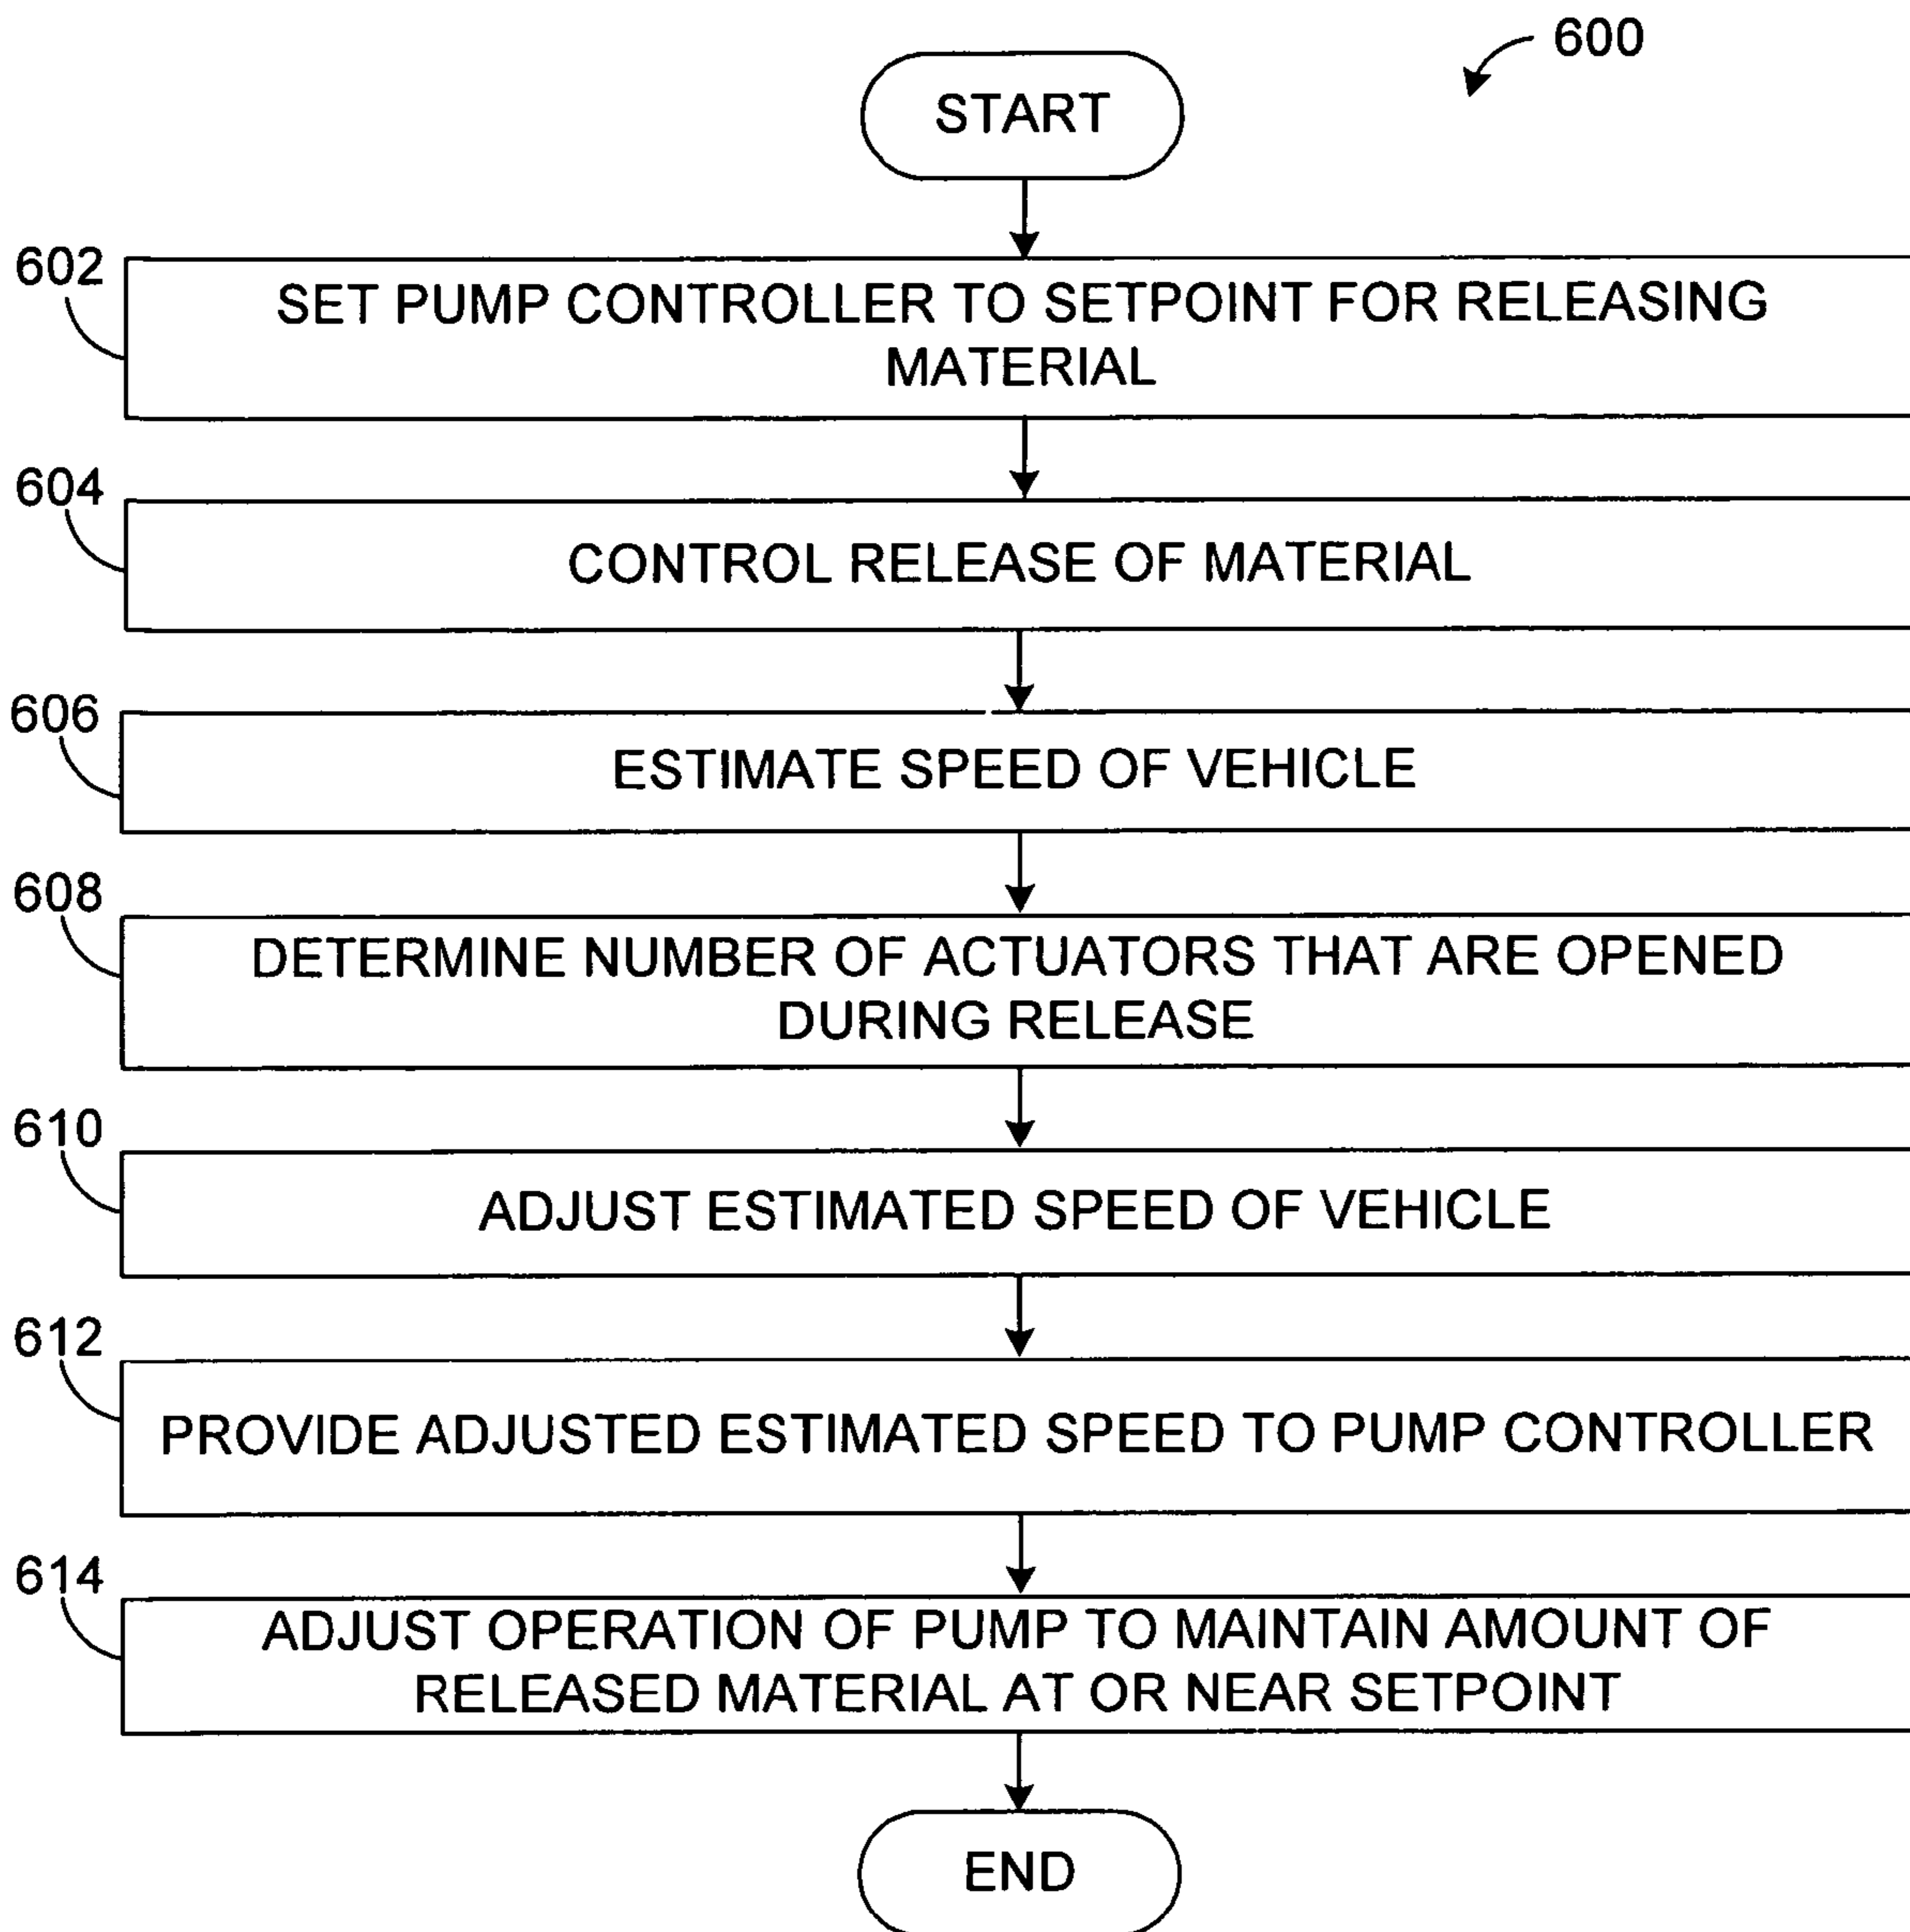 600
START
602
SET PUMP CONTROLLER TO SETPOINT FOR RELEASING
MATERIAL
604
CONTROL RELEASE OF MATERIAL
606
ESTIMATE SPEED OF VEHICLE
608
DETERMINE NUMBER OF ACTUATORS THAT ARE OPENED
DURING RELEASE
610
ADJUST ESTIMATED SPEED OF VEHICLE
612
PROVIDE ADJUSTED ESTIMATED SPEED TO PUMP CONTROLLER
614
ADJUST OPERATION OF PUMP TO MAINTAIN AMOUNT OF
RELEASED MATERIAL AT OR NEAR SETPOINT
END